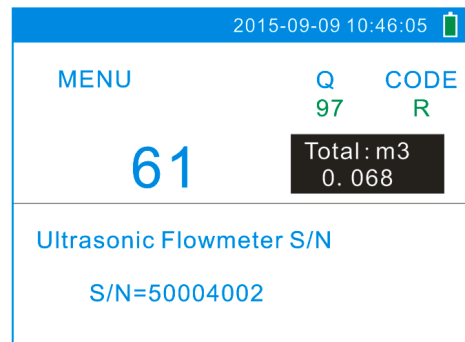 2015-09-09 10:46:05
MENU Q CODE
97 R
61
Total: m3
0. 068
Ultrasonic Flowmeter S/N
S/N=50004002